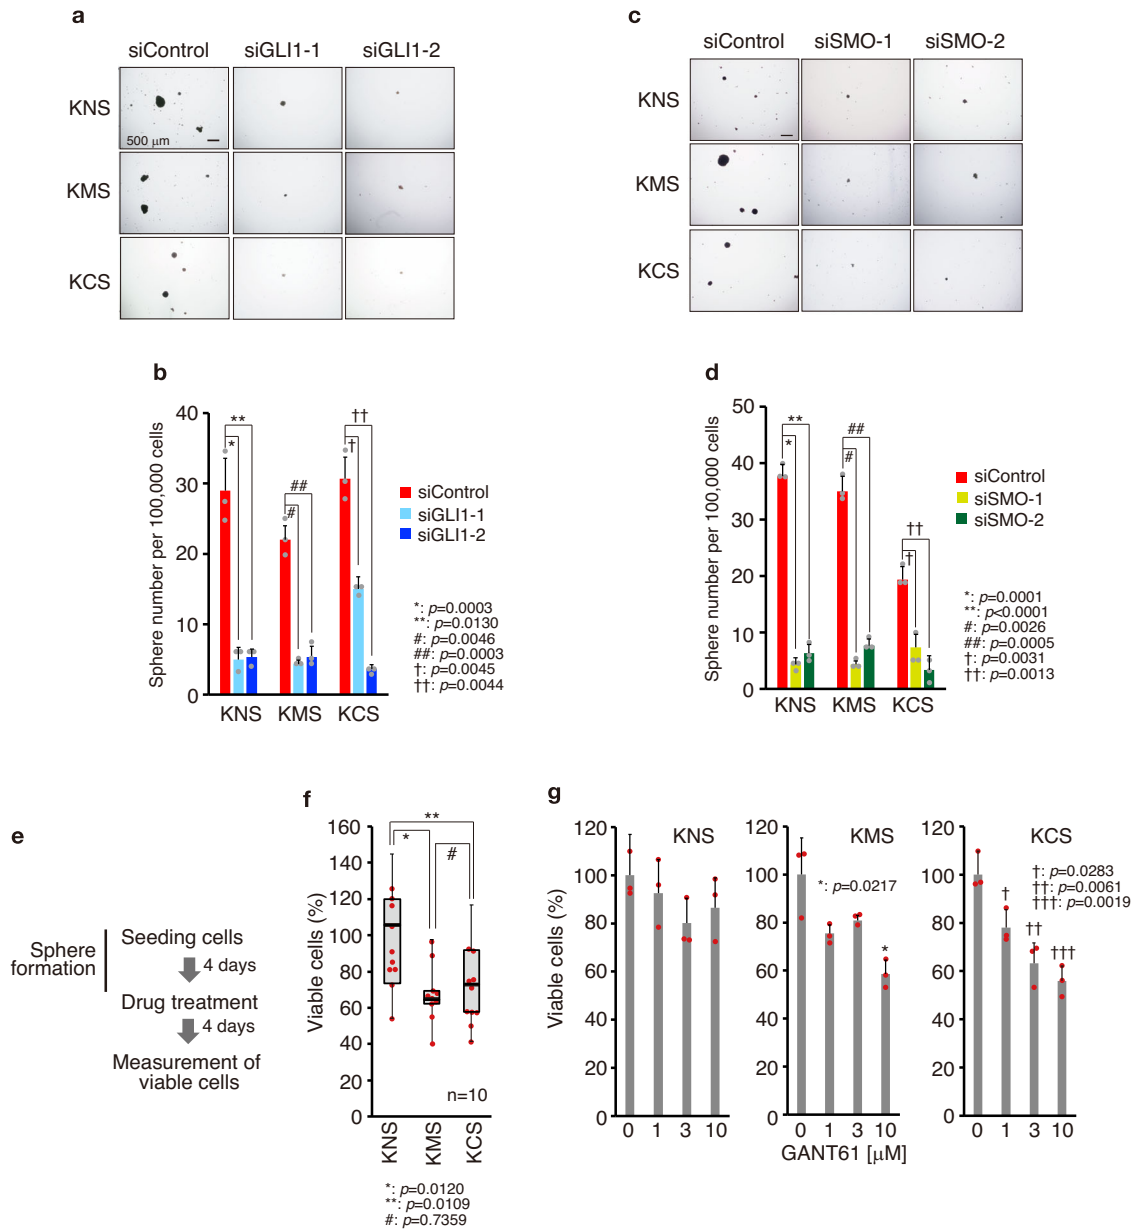 a
siControl siGLI1-1 siGLI1-2
KNS
500 μm
KMS
KCS
c
siControl siSMO-1 siSMO-2
KNS
KMS
KCS
b
Sphere number per 100,000 cells
40
30
20
10
0
**
*
##
#
††
†
KNS KMS KCS
siControl
siGLI1-1
siGLI1-2
*: p=0.0003
**: p=0.0130
#: p=0.0046
##: p=0.0003
†: p=0.0045
††: p=0.0044
d
Sphere number per 100,000 cells
50
40
30
20
10
0
**
*
##
#
††
†
KNS KMS KCS
siControl
siSMO-1
siSMO-2
*: p=0.0001
**: p<0.0001
#: p=0.0026
##: p=0.0005
†: p=0.0031
††: p=0.0013
e
Sphere
formation
Seeding cells
4 days
Drug treatment
4 days
Measurement of
viable cells
f
Viable cells (%)
160
140
120
100
80
60
40
20
0
**
*
#
n=10
KNS
KMS
KCS
*: p=0.0120
**: p=0.0109
#: p=0.7359
g
Viable cells (%)
120
100
80
60
40
20
0
KNS
0 1 3 10
120
100
80
60
40
20
0
KMS
*: p=0.0217
*
0 1 3 10
GANT61 [μM]
120
100
80
60
40
20
0
KCS
†: p=0.0283
††: p=0.0061
†††: p=0.0019
†
††
†††
0 1 3 10